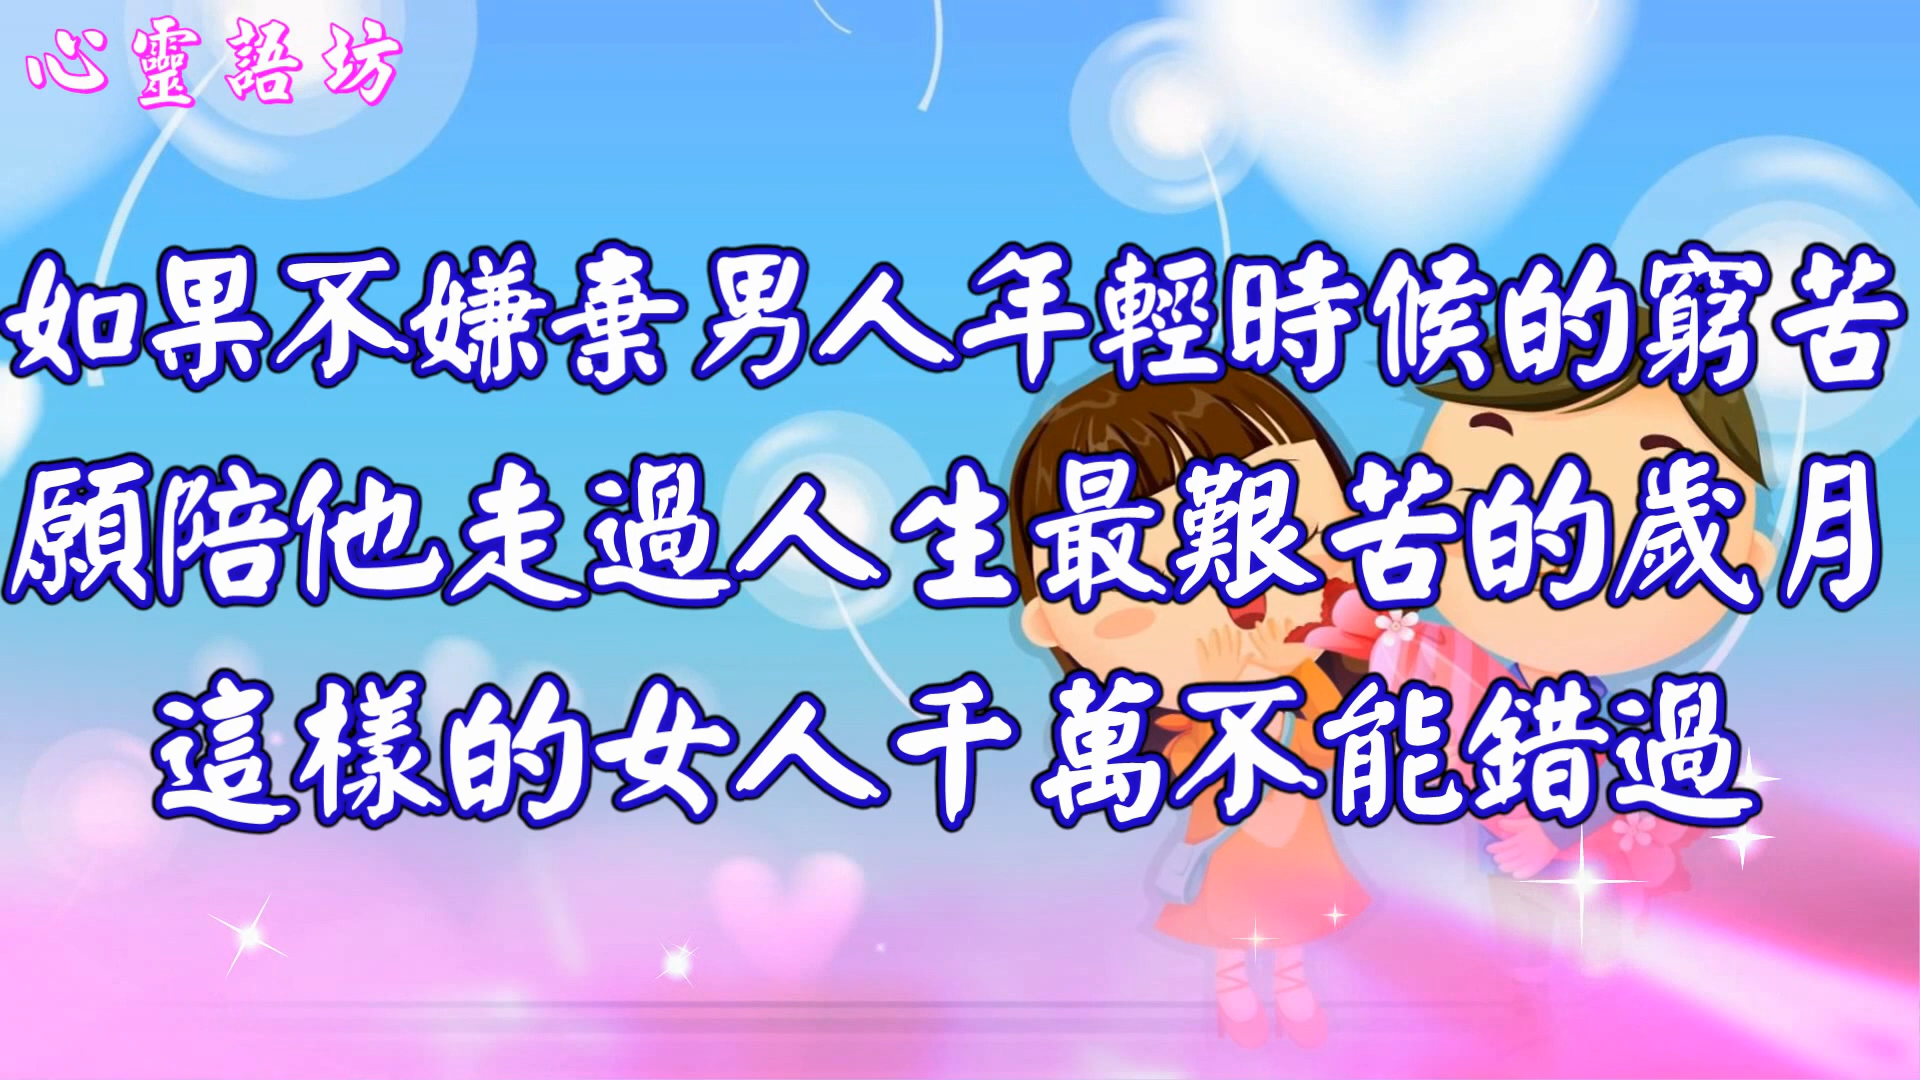 心靈語坊
如果不嫌棄男人年輕時候的窮苦
願陪他走過人生最艱苦的歲月
這樣的女人千萬不能錯過